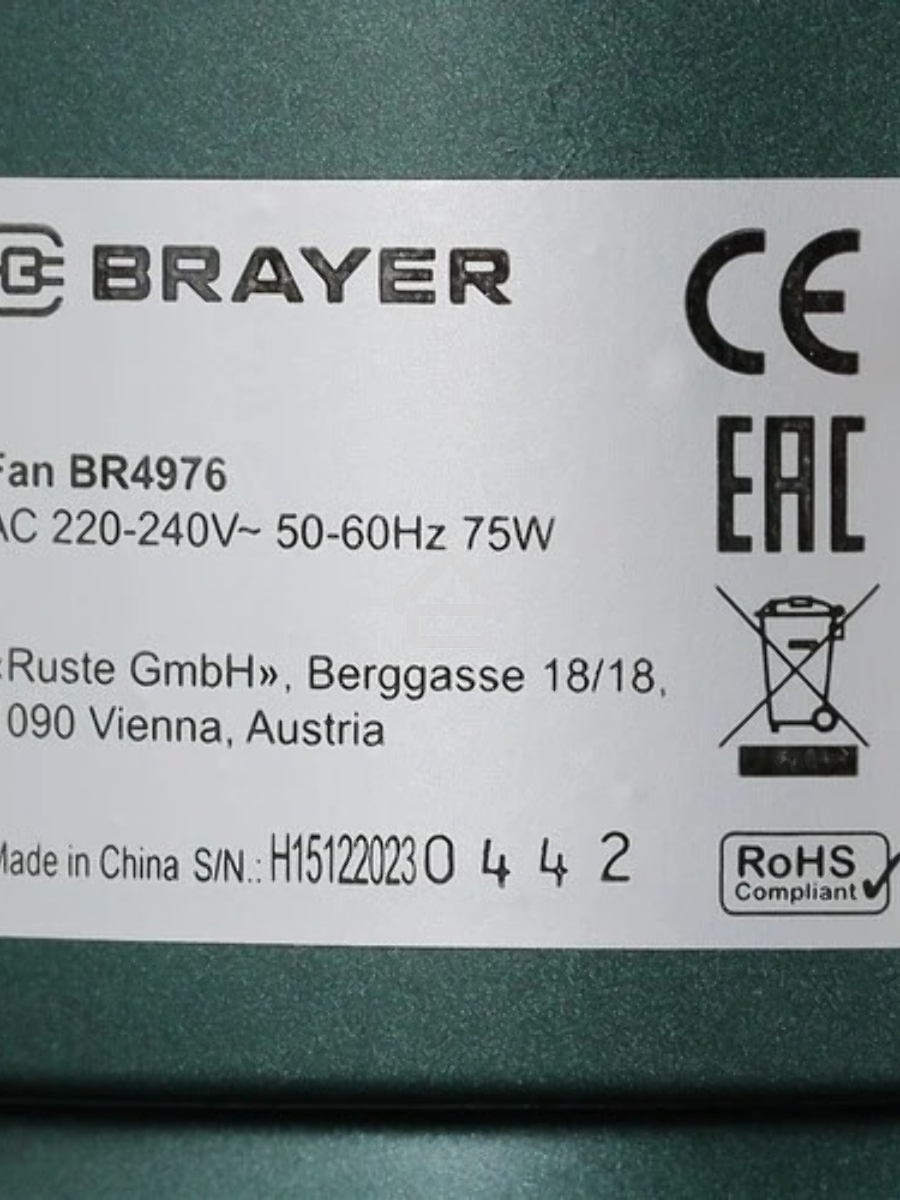 BRAYER
CE
EAC
Fan BR4976
AC 220-240V~ 50-60Hz 75W
«Ruste GmbH», Berggasse 18/18,
090 Vienna, Austria
Made in China S/N.: H151220230 4 4 2
RoHS
Compliant